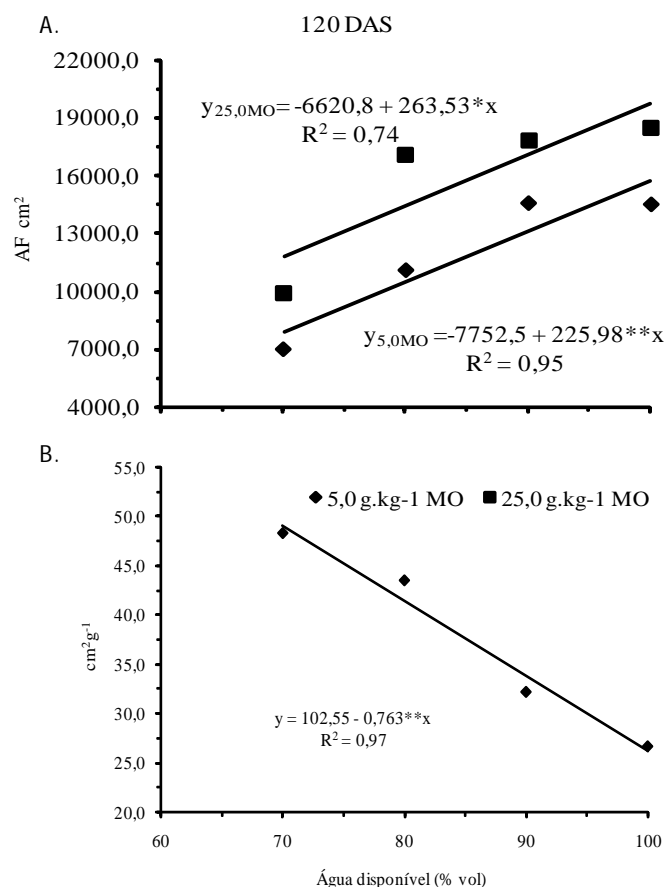 A.
120 DAS
22000,0
19000,0
16000,0
13000,0
10000,0
7000,0
4000,0
AF cm²
y25,0MO= -6620,8 + 263,53*x
R² = 0,74
y5,0MO =-7752,5 + 225,98**x
R² = 0,95
B.
55,0
50,0
45,0
40,0
35,0
30,0
25,0
20,0
cm²g⁻¹
5,0 g.kg-1 MO
25,0 g.kg-1 MO
y = 102,55 - 0,763**x
R² = 0,97
60 70 80 90 100
Água disponível (% vol)